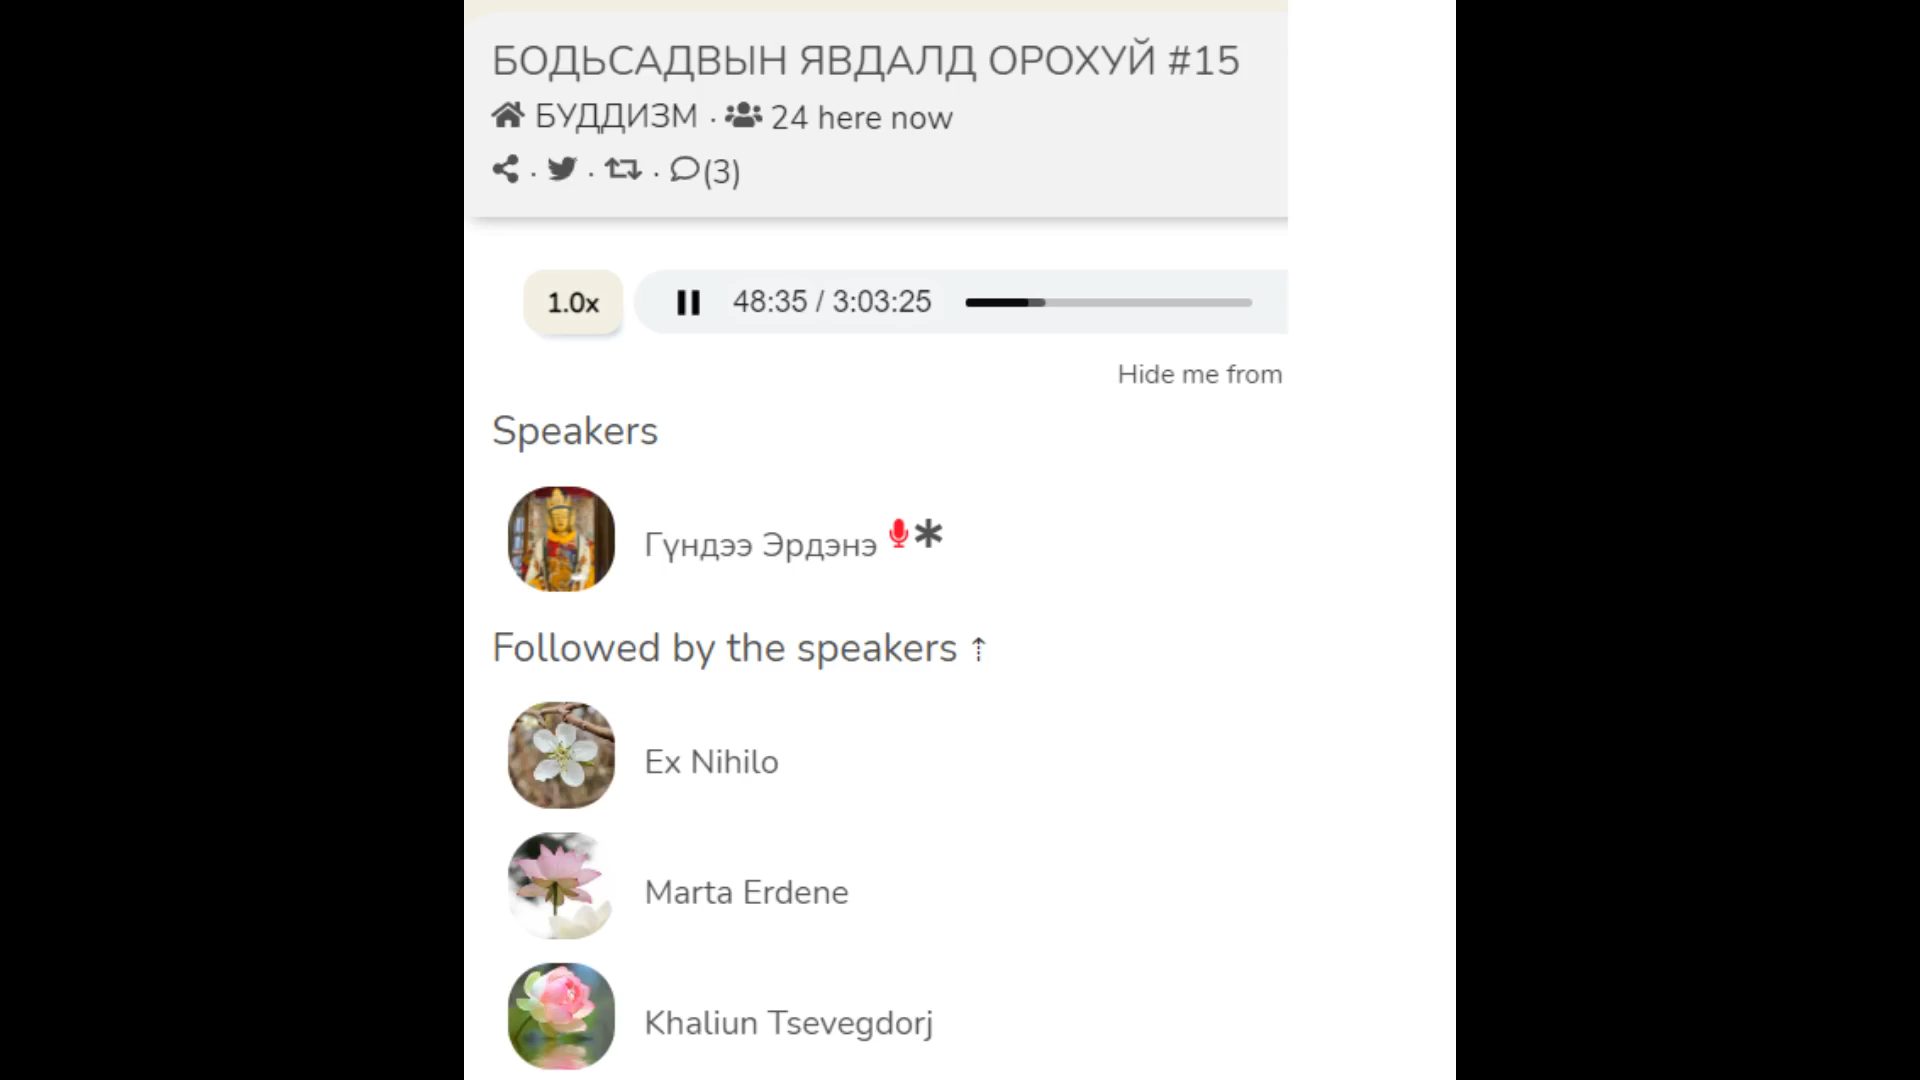 БОДЬСАДВЫН ЯВДАЛД ОРОХУЙ #15
БУДДИЗМ · 24 here now
· · · (3)
1.0x 48:35 / 3:03:25
Hide me from
Speakers
Гүндээ Эрдэнэ
Followed by the speakers ⇡
Ex Nihilo
Marta Erdene
Khaliun Tsevegdorj